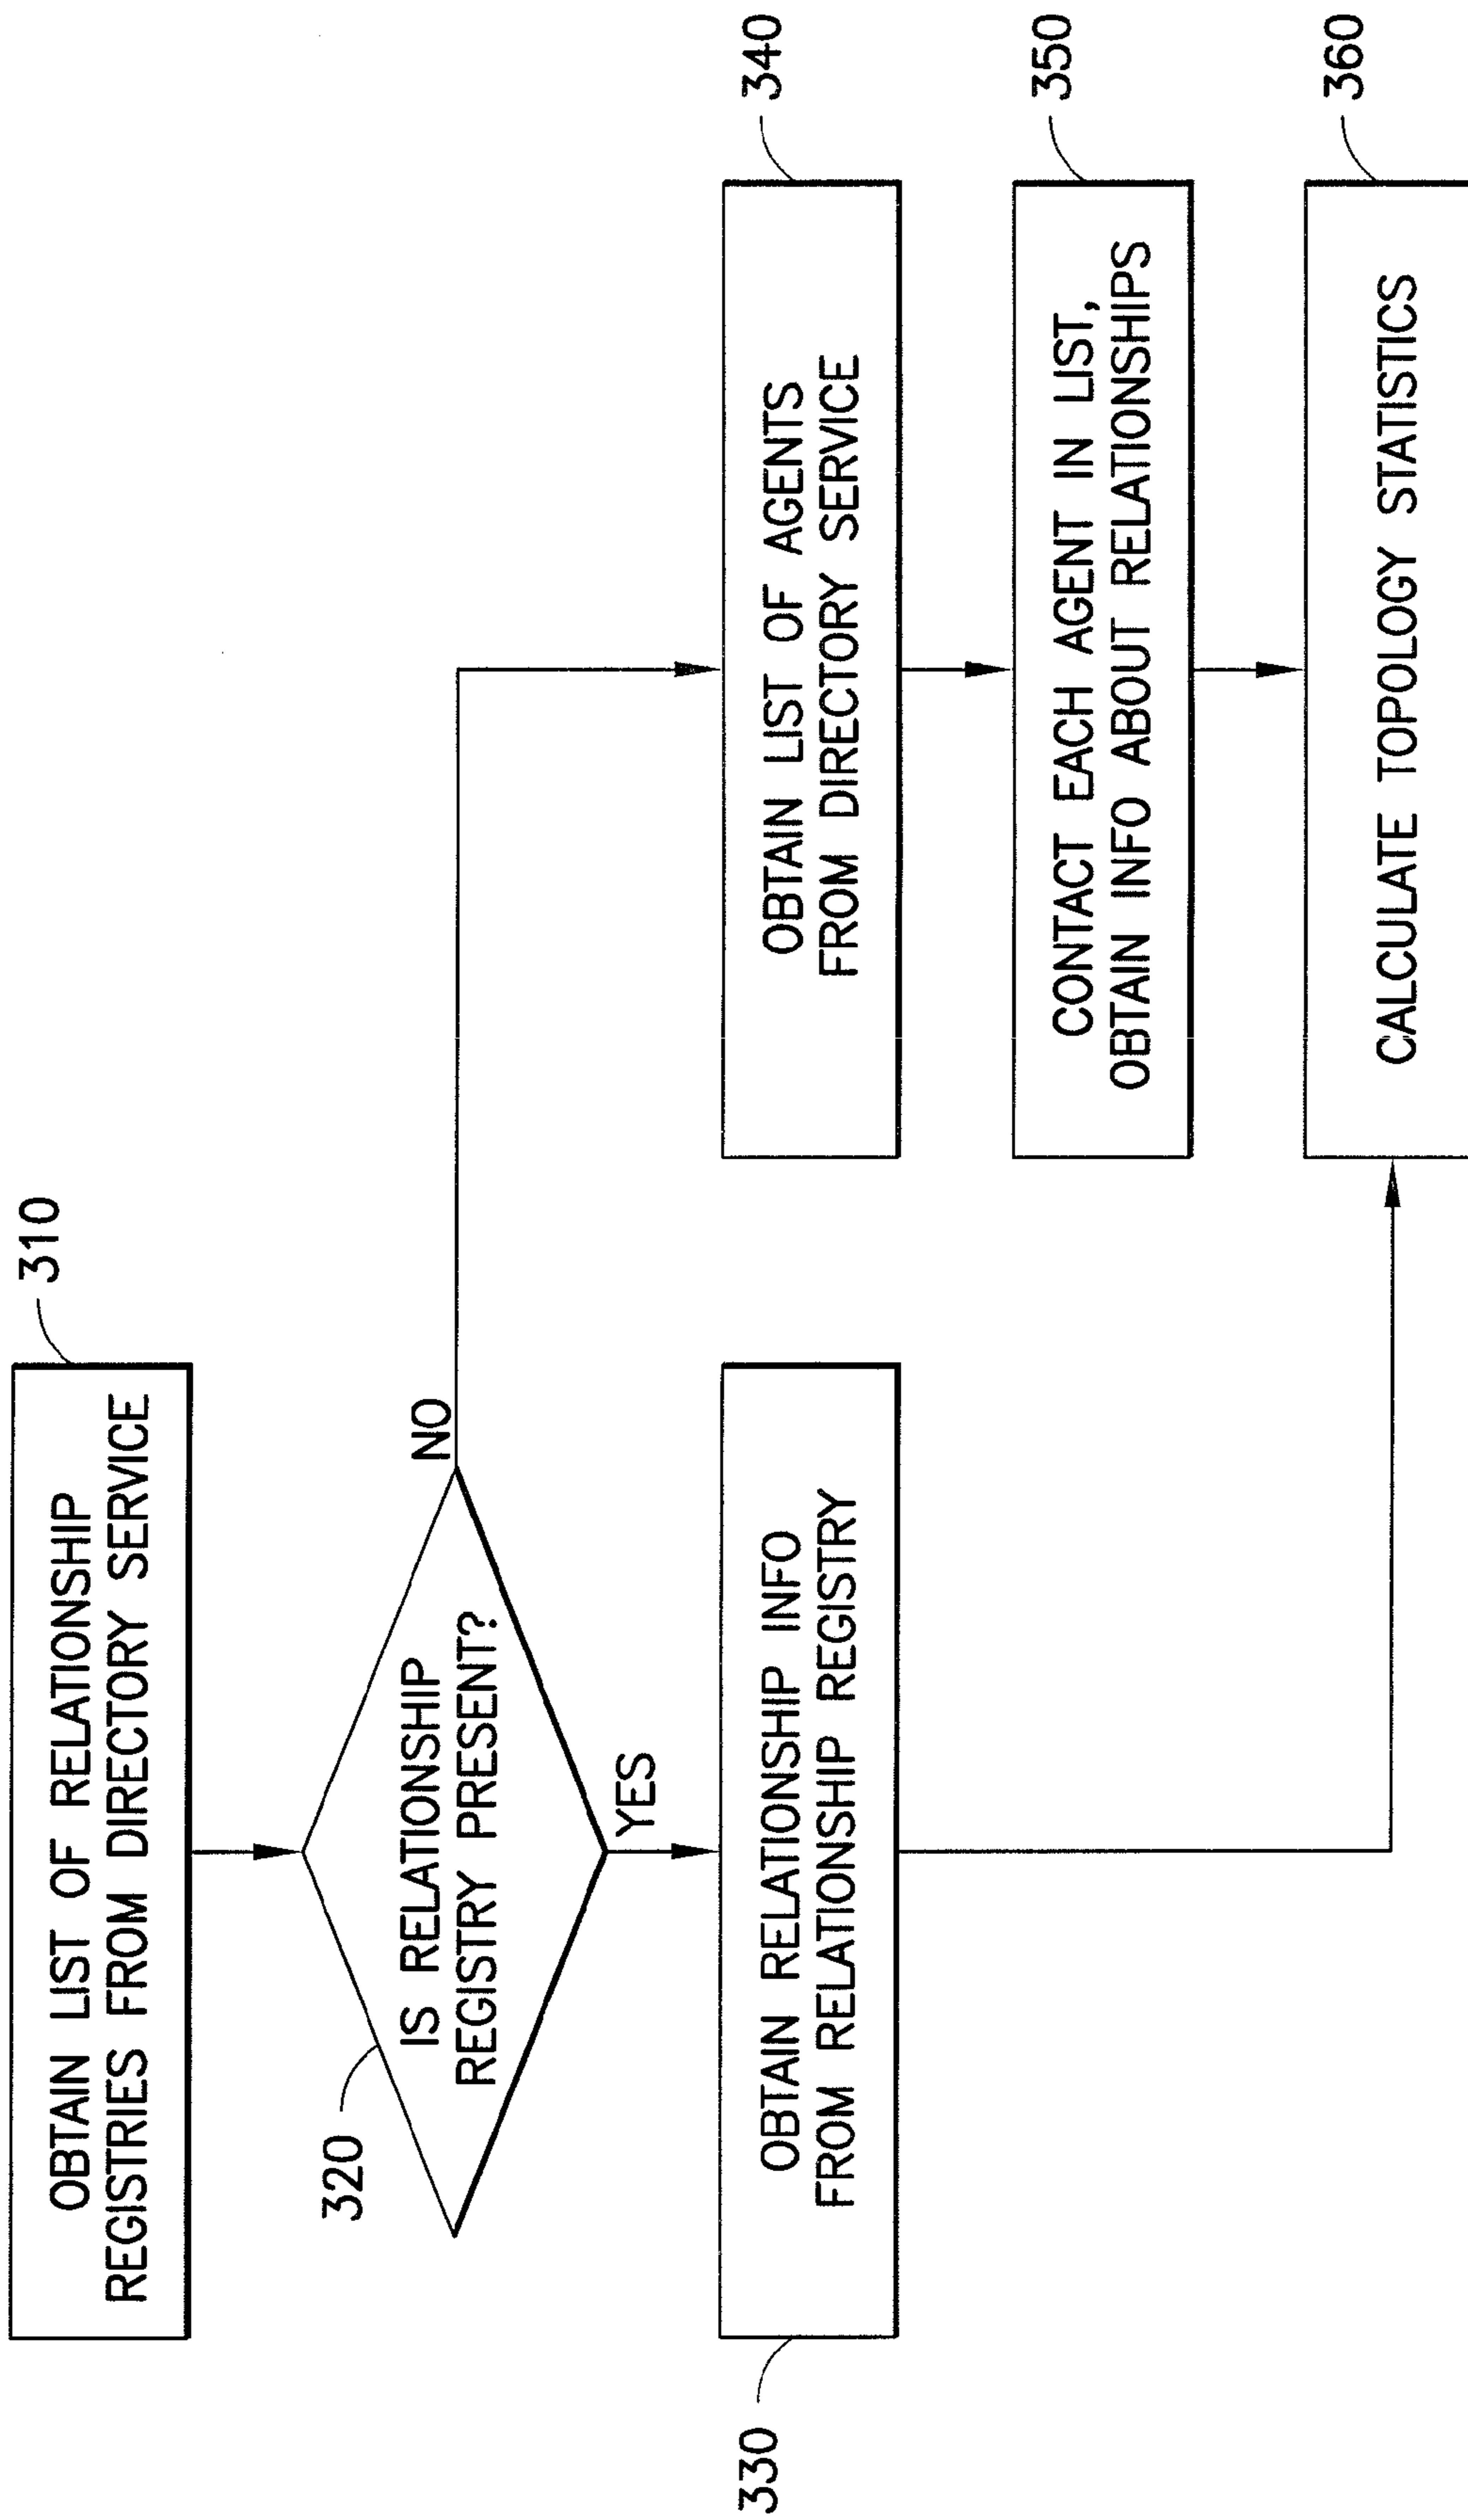 310
OBTAIN LIST OF RELATIONSHIP
REGISTRIES FROM DIRECTORY SERVICE
320
IS RELATIONSHIP
REGISTRY PRESENT?
NO
YES
330
OBTAIN RELATIONSHIP INFO
FROM RELATIONSHIP REGISTRY
340
OBTAIN LIST OF AGENTS
FROM DIRECTORY SERVICE
350
CONTACT EACH AGENT IN LIST,
OBTAIN INFO ABOUT RELATIONSHIPS
360
CALCULATE TOPOLOGY STATISTICS